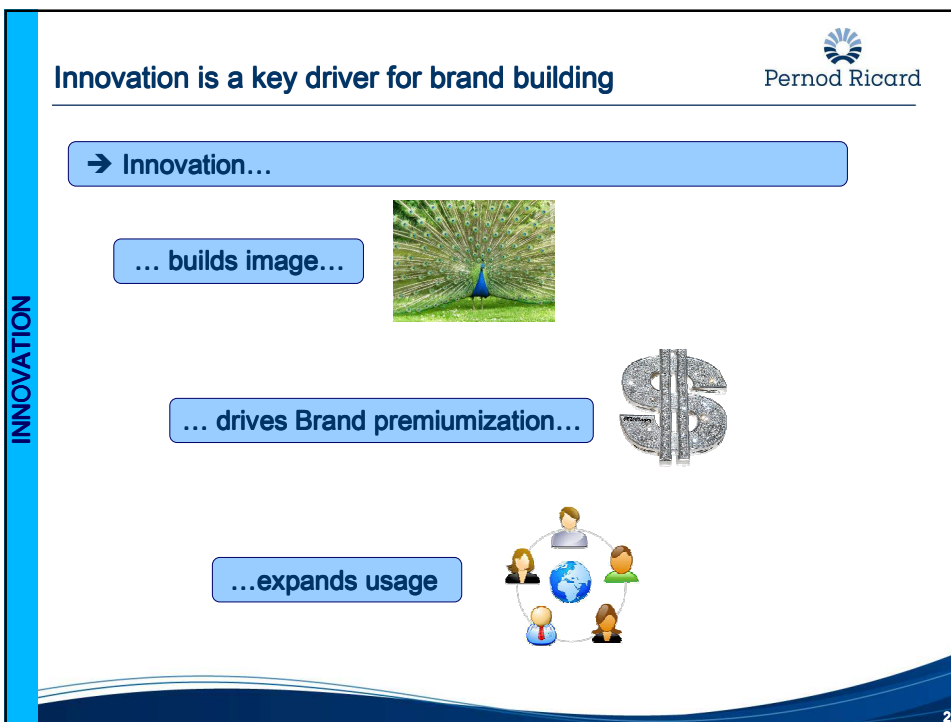 Innovation is a key driver for brand building
Pernod Ricard
➔ Innovation…
… builds image…
INNOVATION
… drives Brand premiumization…
…expands usage